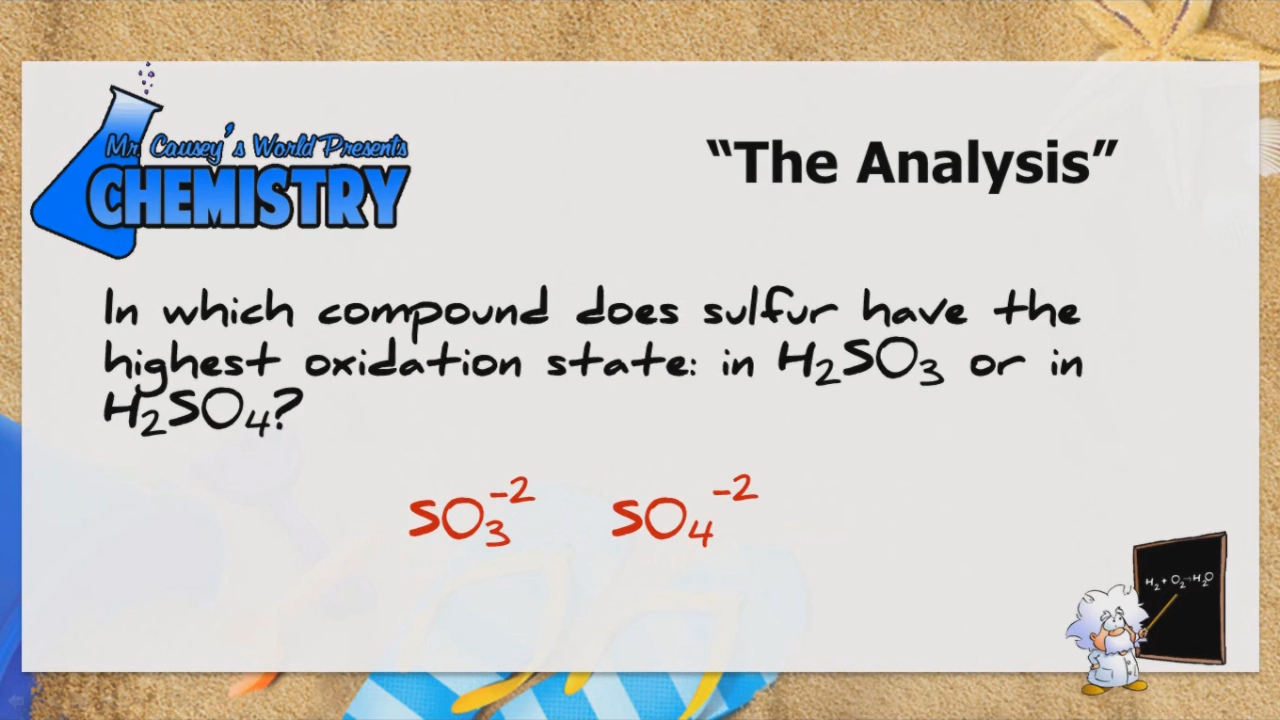 Mr. Causey's World Presents
CHEMISTRY
“The Analysis”
In which compound does sulfur have the
highest oxidation state: in H₂SO₃ or in
H₂SO₄?
SO₃⁻² SO₄⁻²
H₂ + O₂→H₂O